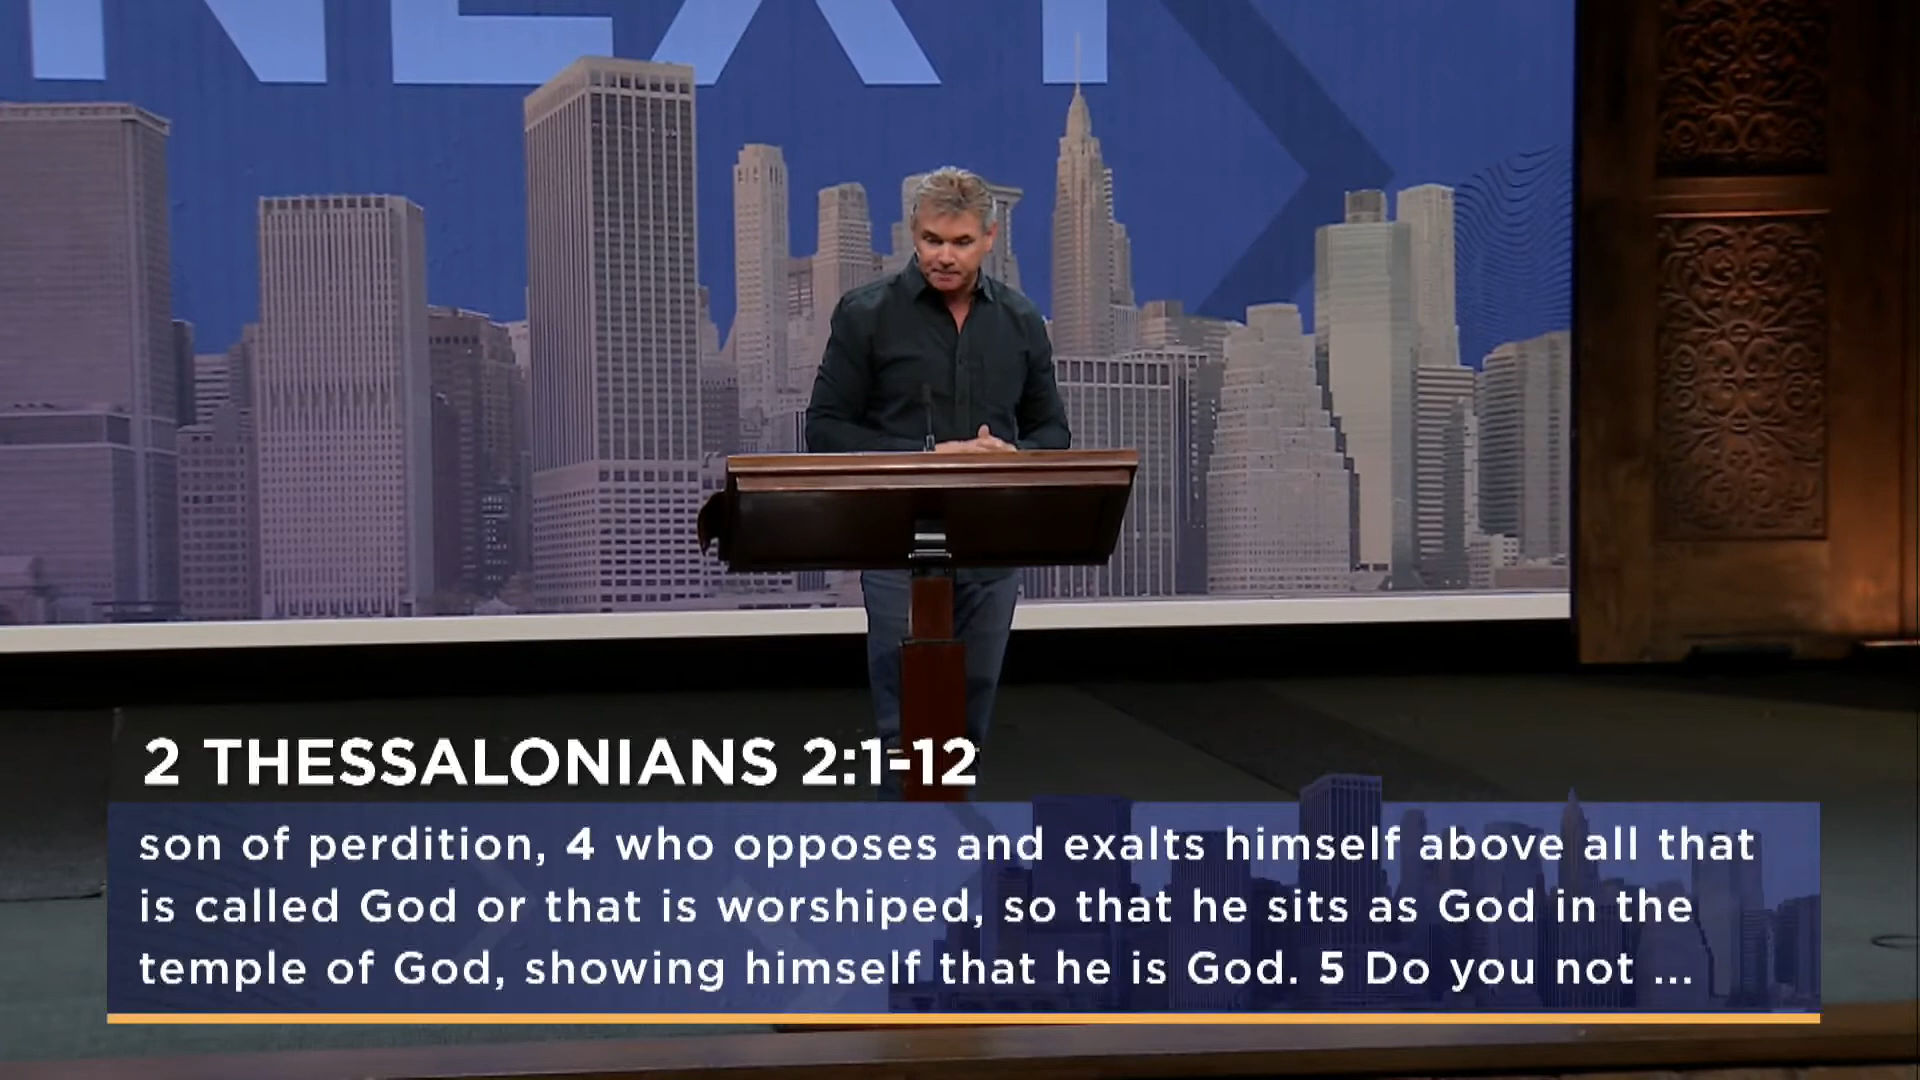 NEXT
2 THESSALONIANS 2:1-12
son of perdition, 4 who opposes and exalts himself above all that
is called God or that is worshiped, so that he sits as God in the
temple of God, showing himself that he is God. 5 Do you not ...